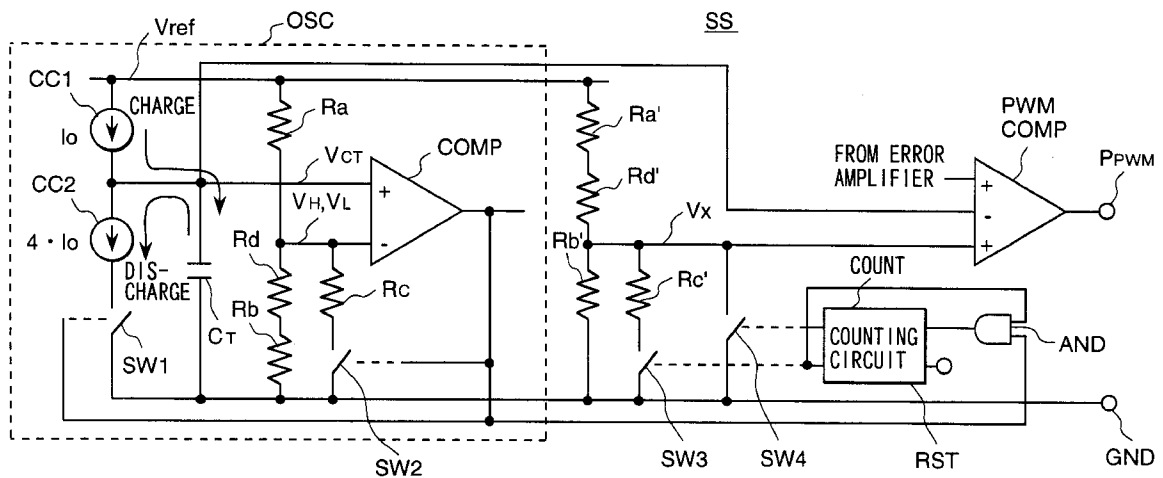 SS
OSC
Vref
CC1
CHARGE
Io
Ra
Ra'
COMP
VCT
PWM
COMP
FROM ERROR
AMPLIFIER
PPWM
CC2
VH,VL
Rd'
Vx
4・Io
DIS-
CHARGE
Rd
Rc
Rb'
Rc'
COUNT
CT
Rb
COUNTING
CIRCUIT
AND
SW1
SW2
SW3
SW4
RST
GND
+
-
+
-
+